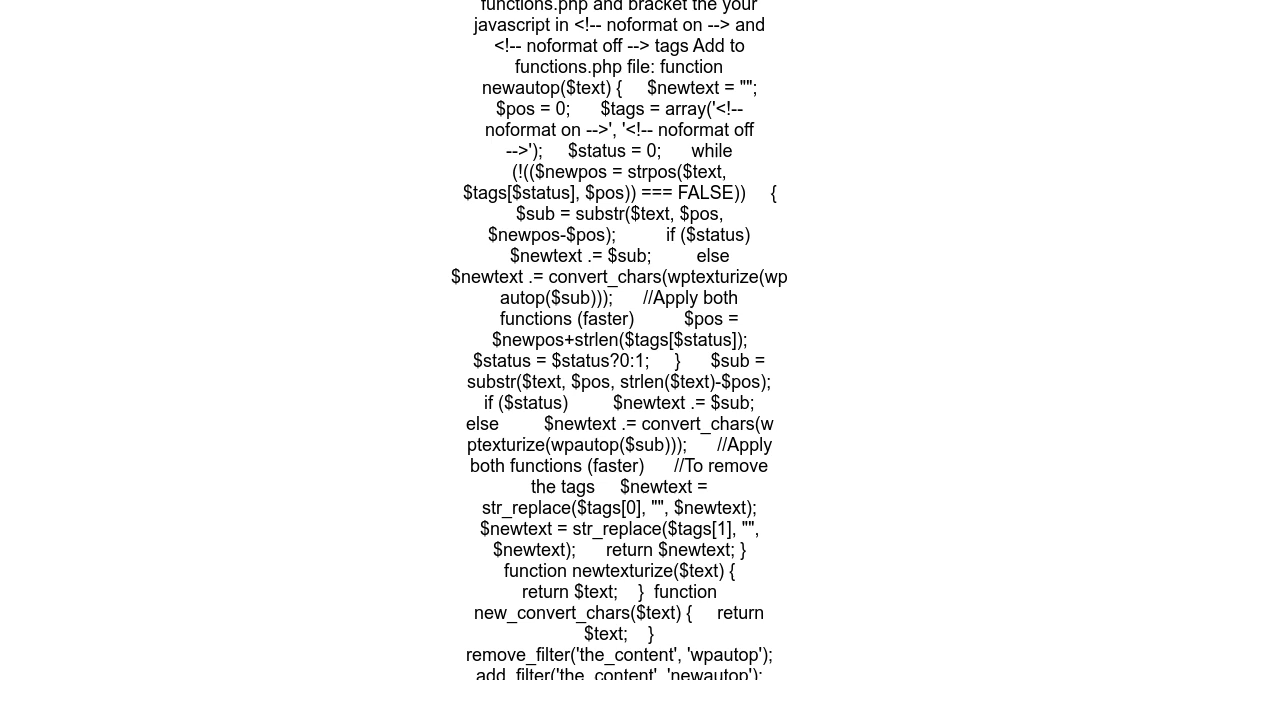 functions.php and bracket the your
javascript in <!-- noformat on --> and
<!-- noformat off --> tags Add to
functions.php file: function
newautop($text) {     $newtext = "";
$pos = 0;      $tags = array('<!--
noformat on -->', '<!-- noformat off
-->');     $status = 0;      while
(!(($newpos = strpos($text,
$tags[$status], $pos)) === FALSE))     {
$sub = substr($text, $pos,
$newpos-$pos);          if ($status)
$newtext .= $sub;         else
$newtext .= convert_chars(wptexturize(wp
autop($sub)));      //Apply both
functions (faster)          $pos =
$newpos+strlen($tags[$status]);
$status = $status?0:1;     }      $sub =
substr($text, $pos, strlen($text)-$pos);
if ($status)         $newtext .= $sub;
else         $newtext .= convert_chars(w
ptexturize(wpautop($sub)));      //Apply
both functions (faster)      //To remove
the tags     $newtext =
str_replace($tags[0], "", $newtext);
$newtext = str_replace($tags[1], "",
$newtext);      return $newtext; }
function newtexturize($text) {
return $text;    }  function
new_convert_chars($text) {     return
$text;    }
remove_filter('the_content', 'wpautop');
add_filter('the_content', 'newautop');